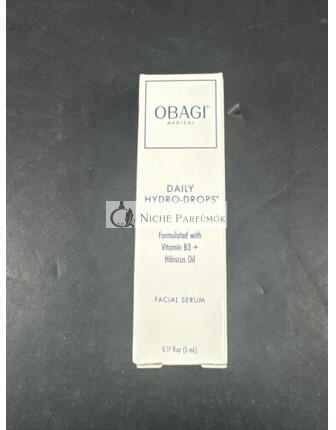 OBAGI®
MEDICAL
DAILY
HYDRO-DROPS®
NICHE PARFÜMÖK
Formulated with
Vitamin B3 +
Hibiscus Oil
FACIAL SERUM
0.17 fl oz (5 mL)